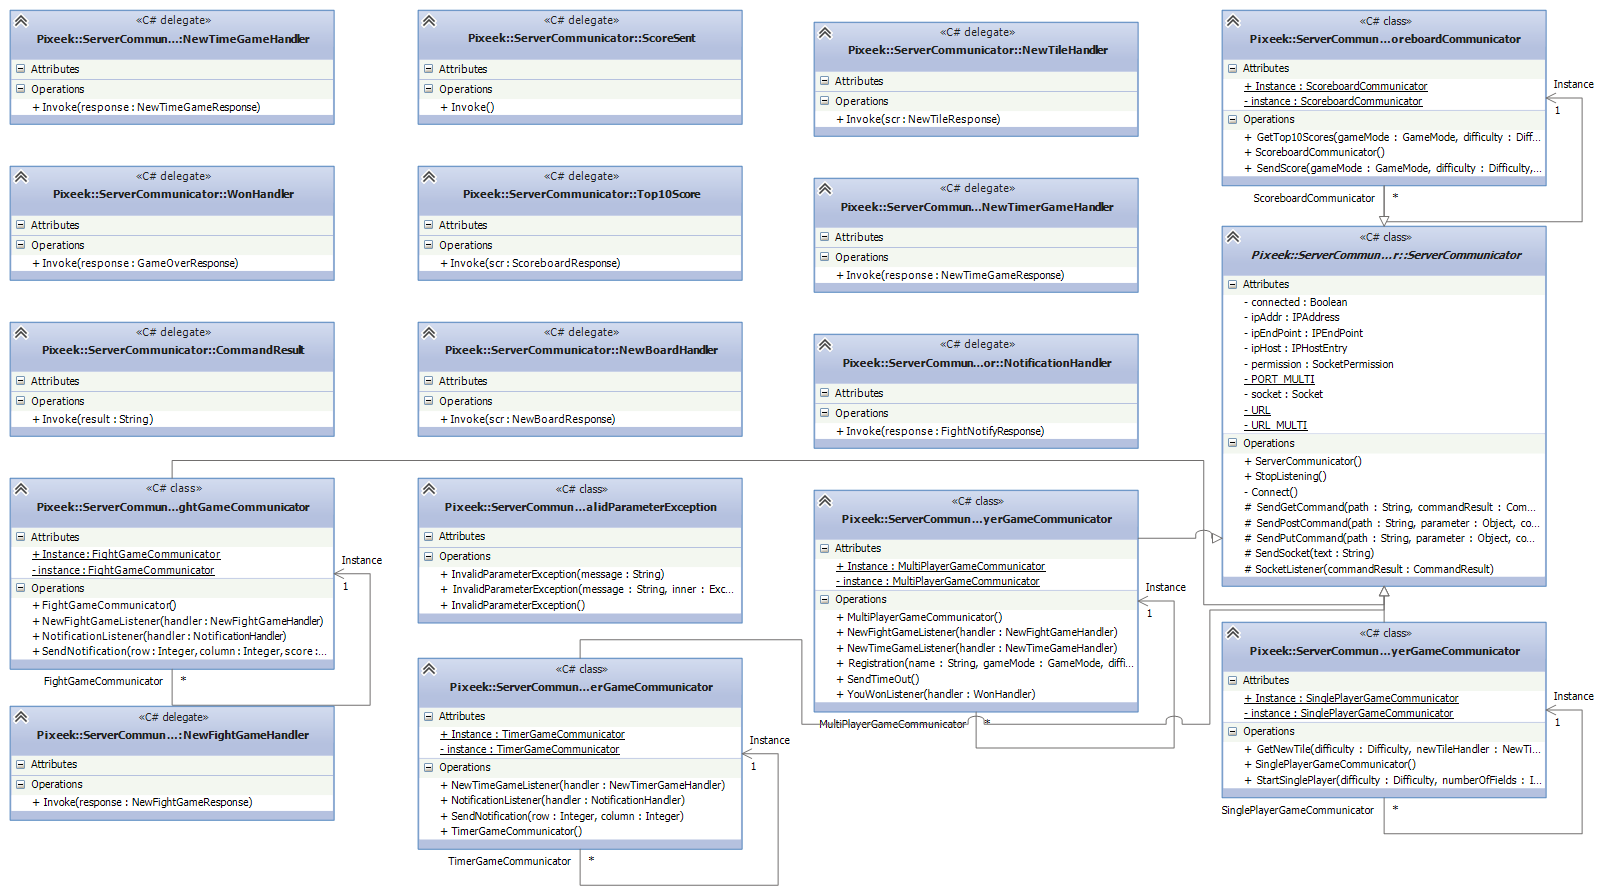 «C# delegate»
Pixeek::ServerCommun ...:NewTimeGameHandler
Attributes
Operations
+ Invoke(response : NewTimeGameResponse)
«C# delegate»
Pixeek::ServerCommunicator::ScoreSent
Attributes
Operations
+ Invoke()
«C# delegate»
Pixeek::ServerCommunicator::NewTileHandler
Attributes
Operations
+ Invoke(scr : NewTileResponse)
«C# class»
Pixeek::ServerCommun ...oreboardCommunicator
Attributes
+ Instance : ScoreboardCommunicator
- instance : ScoreboardCommunicator
Operations
+ GetTop10Scores(gameMode : GameMode, difficulty : Diff...
+ ScoreboardCommunicator()
+ SendScore(gameMode : GameMode, difficulty : Difficulty,...
Instance
1
ScoreboardCommunicator
*
«C# delegate»
Pixeek::ServerCommunicator::WonHandler
Attributes
Operations
+ Invoke(response : GameOverResponse)
«C# delegate»
Pixeek::ServerCommunicator::Top10Score
Attributes
Operations
+ Invoke(scr : ScoreboardResponse)
«C# delegate»
Pixeek::ServerCommun...NewTimerGameHandler
Attributes
Operations
+ Invoke(response : NewTimeGameResponse)
«C# class»
Pixeek::ServerCommun ...r::ServerCommunicator
Attributes
- connected : Boolean
- ipAddr : IPAddress
- ipEndPoint : IPEndPoint
- ipHost : IPHostEntry
- permission : SocketPermission
- PORT_MULTI
- socket : Socket
- URL
- URL_MULTI
Operations
+ ServerCommunicator()
+ StopListening()
- Connect()
# SendGetCommand(path : String, commandResult : Com...
# SendPostCommand(path : String, parameter : Object, co...
# SendPutCommand(path : String, parameter : Object, co...
# SendSocket(text : String)
# SocketListener(commandResult : CommandResult)
«C# delegate»
Pixeek::ServerCommunicator::CommandResult
Attributes
Operations
+ Invoke(result : String)
«C# delegate»
Pixeek::ServerCommunicator::NewBoardHandler
Attributes
Operations
+ Invoke(scr : NewBoardResponse)
«C# delegate»
Pixeek::ServerCommun ...or::NotificationHandler
Attributes
Operations
+ Invoke(response : FightNotifyResponse)
«C# class»
Pixeek::ServerCommun ...ghtGameCommunicator
Attributes
+ Instance : FightGameCommunicator
- instance : FightGameCommunicator
Operations
+ FightGameCommunicator()
+ NewFightGameListener(handler : NewFightGameHandler)
+ NotificationListener(handler : NotificationHandler)
+ SendNotification(row : Integer, column : Integer, score :...
Instance
1
FightGameCommunicator
*
«C# class»
Pixeek::ServerCommun ...alidParameterException
Attributes
Operations
+ InvalidParameterException(message : String)
+ InvalidParameterException(message : String, inner : Exc...
+ InvalidParameterException()
«C# class»
Pixeek::ServerCommun ...yerGameCommunicator
Attributes
+ Instance : MultiPlayerGameCommunicator
- instance : MultiPlayerGameCommunicator
Operations
+ MultiPlayerGameCommunicator()
+ NewFightGameListener(handler : NewFightGameHandler)
+ NewTimeGameListener(handler : NewTimeGameHandler)
+ Registration(name : String, gameMode : GameMode, diffi...
+ SendTimeOut()
+ YouWonListener(handler : WonHandler)
Instance
1
MultiPlayerGameCommunicator
*
«C# class»
Pixeek::ServerCommun ...yerGameCommunicator
Attributes
+ Instance : SinglePlayerGameCommunicator
- instance : SinglePlayerGameCommunicator
Operations
+ GetNewTile(difficulty : Difficulty, newTileHandler : NewTi...
+ SinglePlayerGameCommunicator()
+ StartSinglePlayer(difficulty : Difficulty, numberOfFields : I...
Instance
1
SinglePlayerGameCommunicator
*
«C# delegate»
Pixeek::ServerCommun ...:NewFightGameHandler
Attributes
Operations
+ Invoke(response : NewFightGameResponse)
«C# class»
Pixeek::ServerCommun ...erGameCommunicator
Attributes
+ Instance : TimerGameCommunicator
- instance : TimerGameCommunicator
Operations
+ NewTimeGameListener(handler : NewTimerGameHandler)
+ NotificationListener(handler : NotificationHandler)
+ SendNotification(row : Integer, column : Integer)
+ TimerGameCommunicator()
Instance
1
TimerGameCommunicator
*